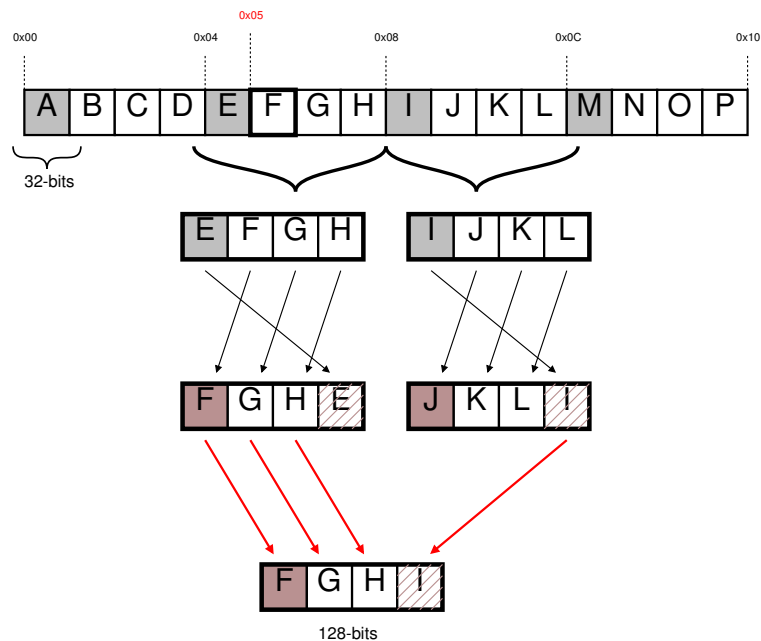 0x05
0x00 0x04 0x08 0x0C 0x10
A B C D E F G H I J K L M N O P
32-bits
E F G H I J K L
F G H E J K L I
F G H I
128-bits